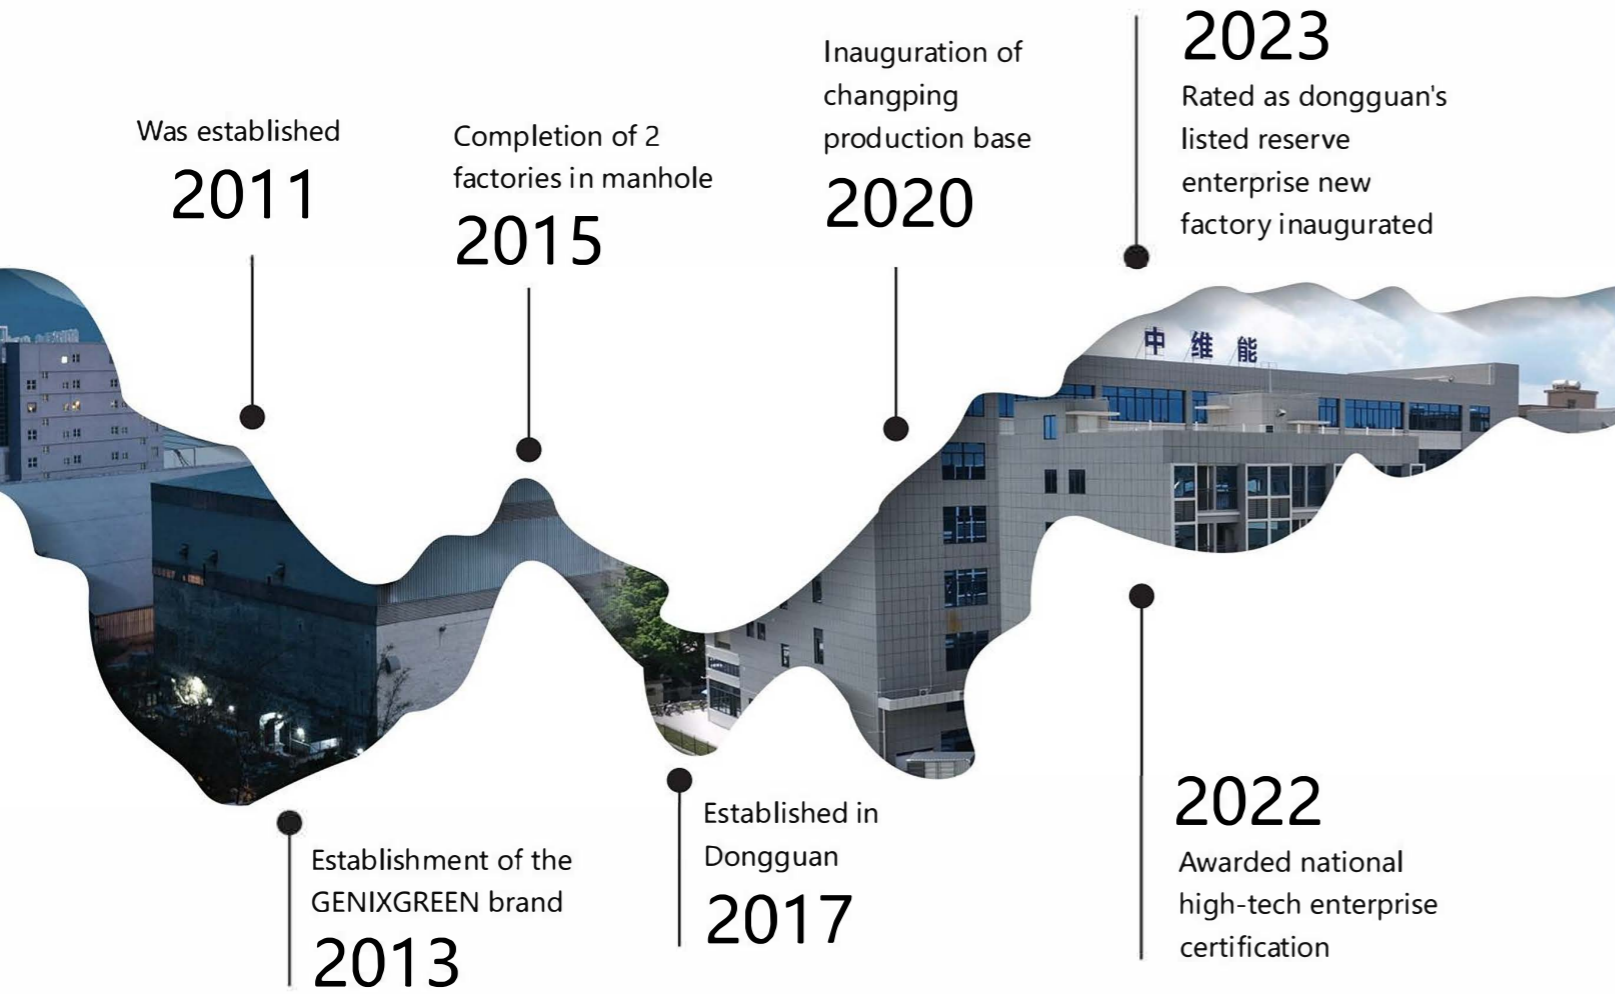 Was established
2011
Establishment of the
GENIXGREEN brand
2013
Completion of 2
factories in manhole
2015
Established in
Dongguan
2017
Inauguration of
changping
production base
2020
2022
Awarded national
high-tech enterprise
certification
2023
Rated as dongguan's
listed reserve
enterprise new
factory inaugurated
中维能